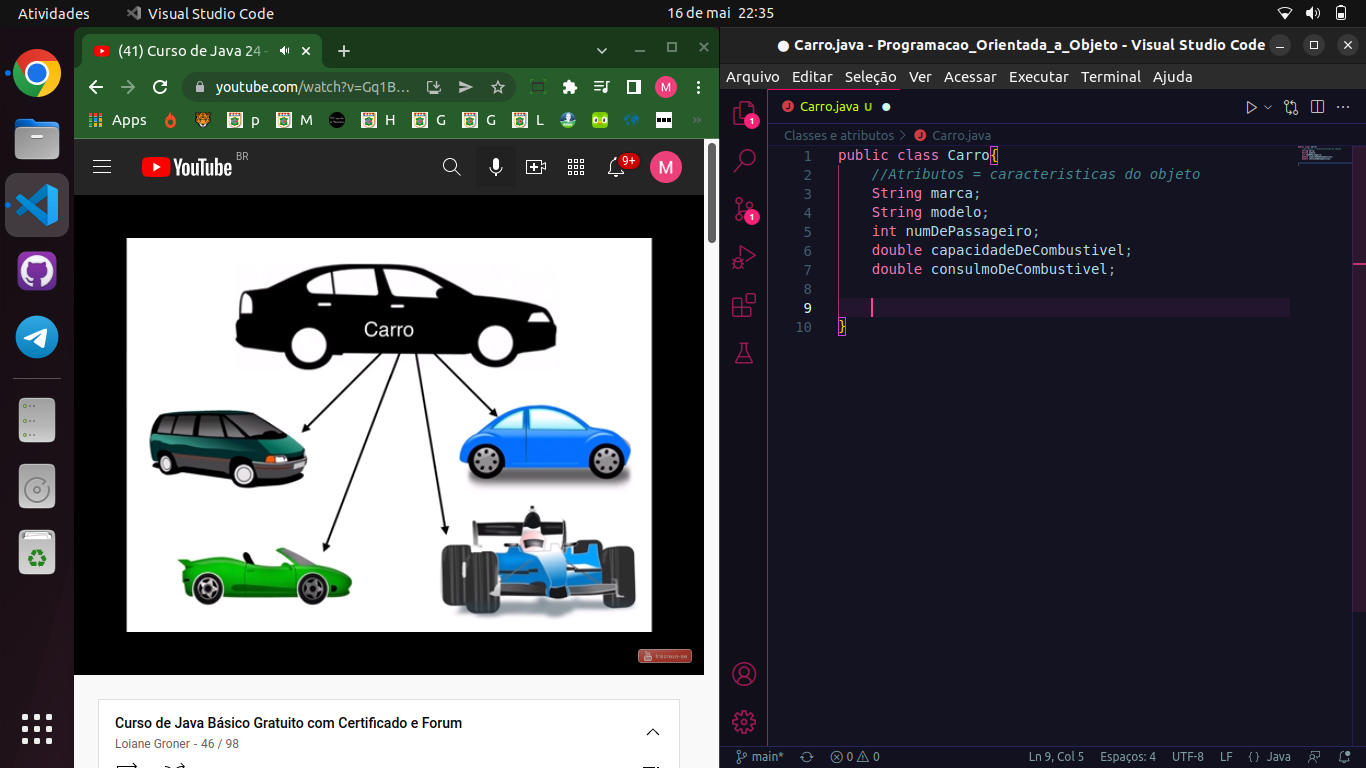 Atividades
Visual Studio Code
16 de mai 22:35
(41) Curso de Java 24 -
youtube.com/watch?v=Gq1B…
M
Apps
p
M
H
G
G
L
»
YouTube
BR
9+
M
Carro
Inscreva-se
Curso de Java Básico Gratuito com Certificado e Forum
Loiane Groner - 46 / 98
● Carro.java - Programacao_Orientada_a_Objeto - Visual Studio Code
Arquivo Editar Seleção Ver Acessar Executar Terminal Ajuda
1
1
Carro.java U ●
Classes e atributos > Carro.java
1 public class Carro{
2 //Atributos = caracteristicas do objeto
3 String marca;
4 String modelo;
5 int numDePassageiro;
6 double capacidadeDeCombustivel;
7 double consulmoDeCombustivel;
8
9
10 }
main*
0 0
Ln 9, Col 5
Espaços: 4
UTF-8
LF
{ } Java